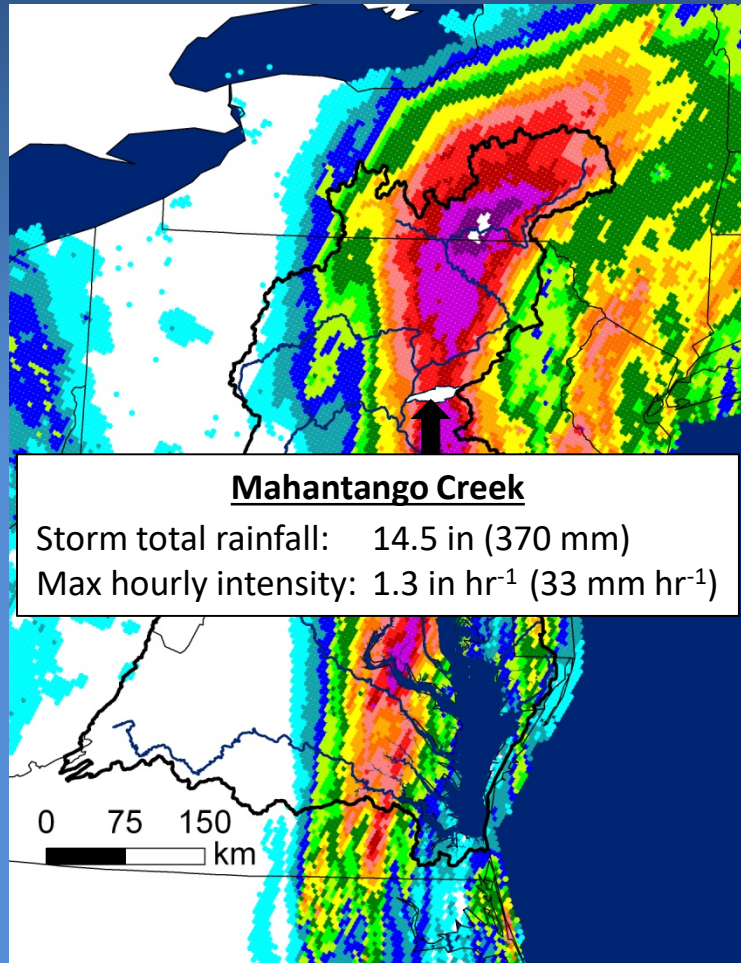 Mahantango Creek
Storm total rainfall: 14.5 in (370 mm)
Max hourly intensity: 1.3 in hr⁻¹ (33 mm hr⁻¹)
0 75 150
km